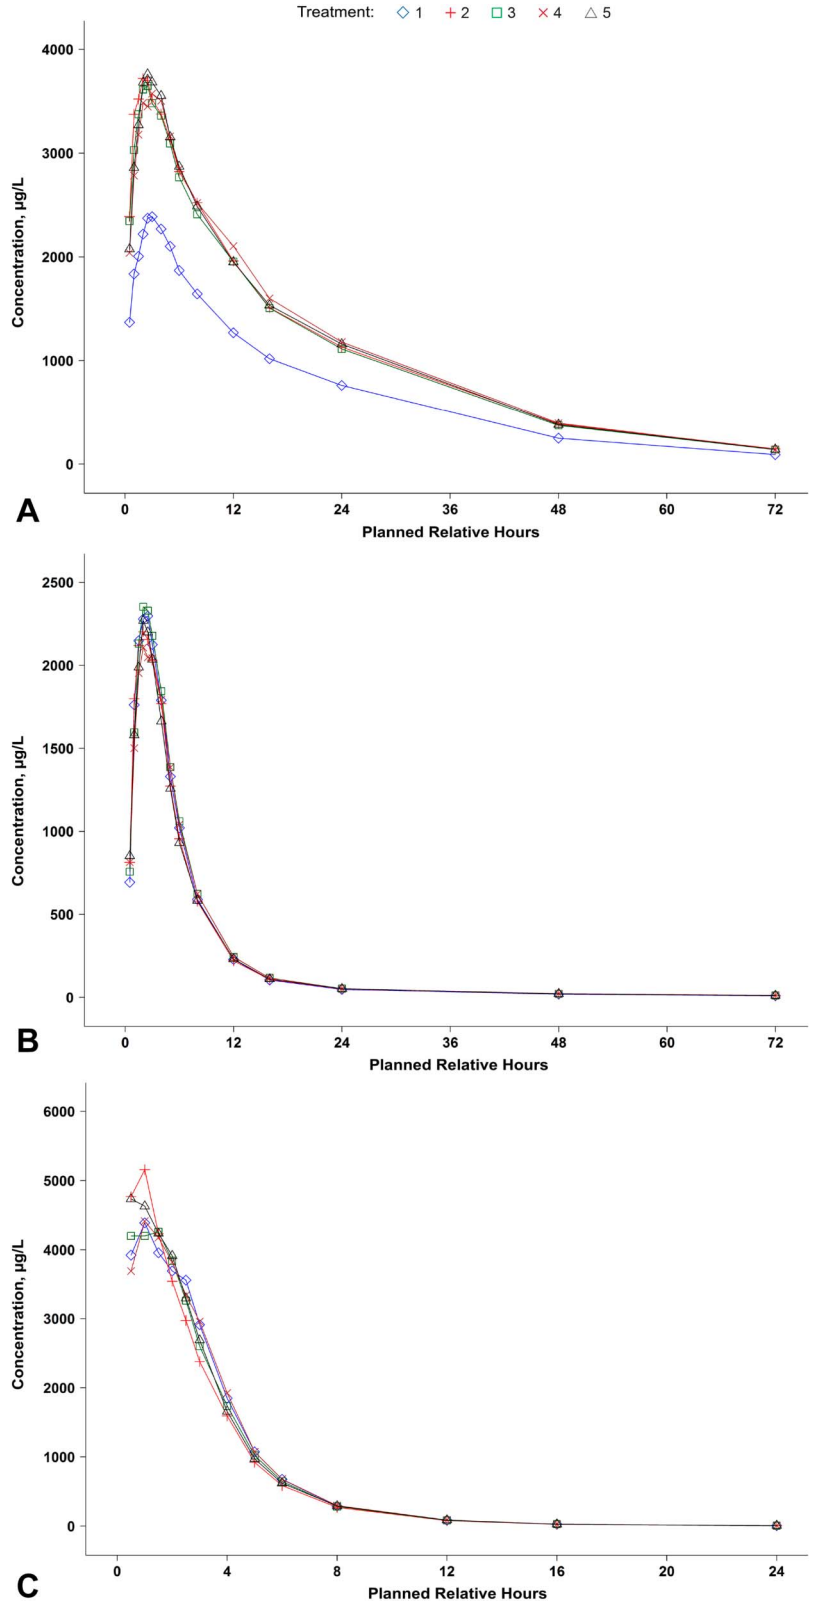 Treatment: 1 2 3 4 5
4000
3000
2000
1000
0
Concentration, µg/L
0 12 24 36 48 60 72
Planned Relative Hours
A
2500
2000
1500
1000
500
0
Concentration, µg/L
0 12 24 36 48 60 72
Planned Relative Hours
B
6000
5000
4000
3000
2000
1000
0
Concentration, µg/L
0 4 8 12 16 20 24
Planned Relative Hours
C